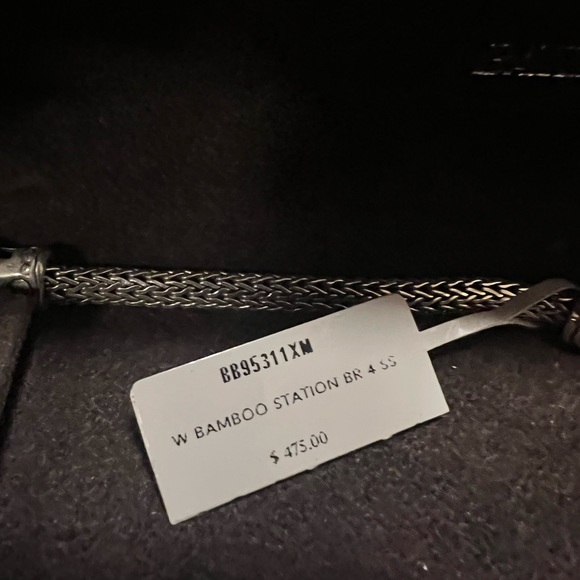 BB95311XM
W BAMBOO STATION BR 4 SS
$ 475.00